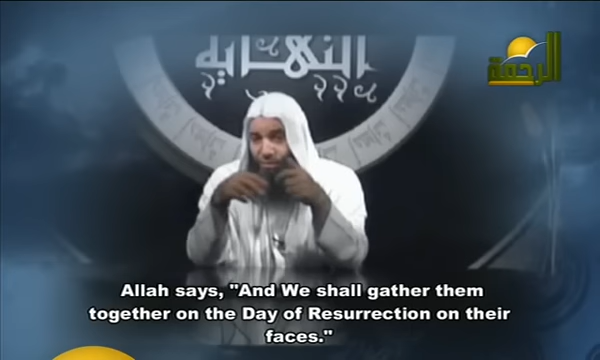 النهاية
الرحمة
Allah says, "And We shall gather them
together on the Day of Resurrection on their
faces."